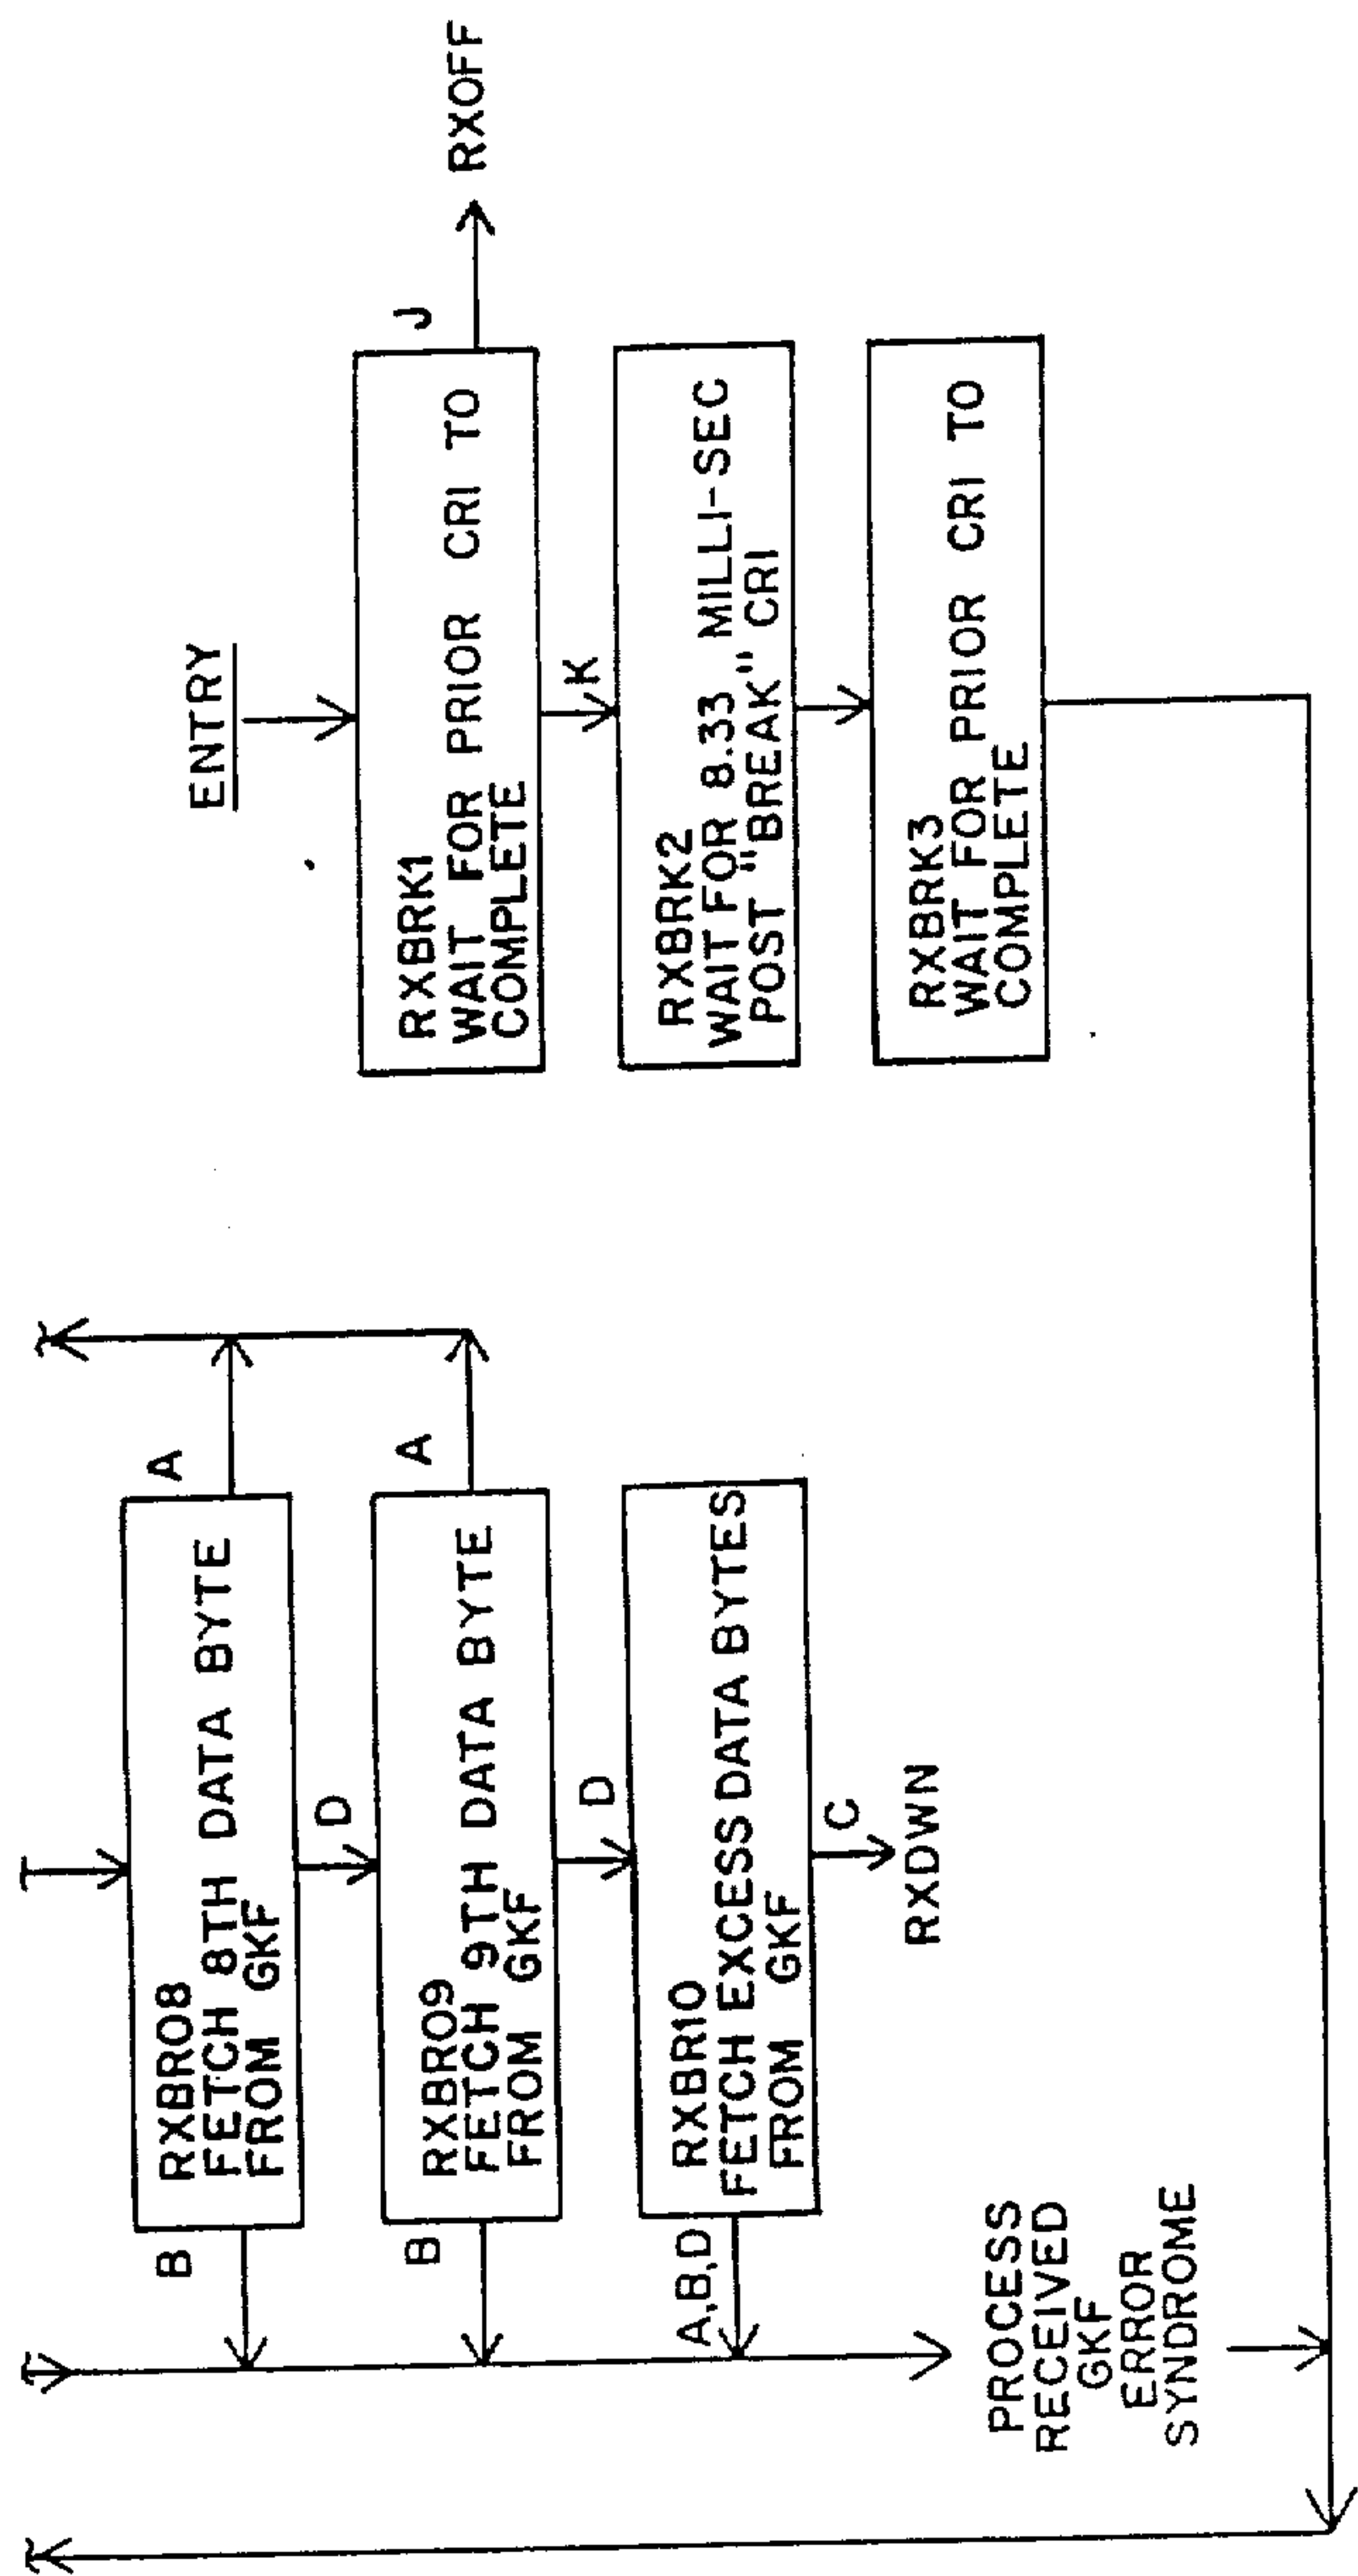 RXBR08
FETCH 8TH DATA BYTE
FROM GKF
A
B
D
RXBR09
FETCH 9TH DATA BYTE
FROM GKF
A
B
D
RXBR10
FETCH EXCESS DATA BYTES
FROM GKF
A,B,D
C
RXDWN
PROCESS
RECEIVED
GKF
ERROR
SYNDROME
ENTRY
RXBRK1
WAIT FOR PRIOR CRI TO
COMPLETE
J
RXOFF
K
RXBRK2
WAIT FOR 8.33 MILLI-SEC
POST "BREAK" CRI
RXBRK3
WAIT FOR PRIOR CRI TO
COMPLETE